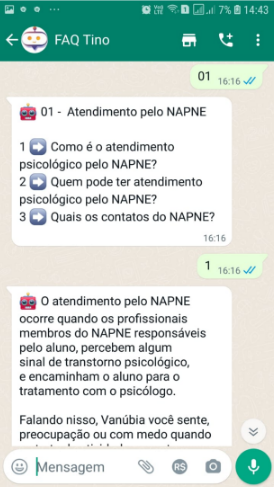 7% 14:43
FAQ Tino
01
16:16
01 - Atendimento pelo NAPNE
1 ➡ Como é o atendimento
psicológico pelo NAPNE?
2 ➡ Quem pode ter atendimento
psicológico pelo NAPNE?
3 ➡ Quais os contatos do NAPNE?
16:16
1 16:16
O atendimento pelo NAPNE
ocorre quando os profissionais
membros do NAPNE responsáveis
pelo aluno, percebem algum
sinal de transtorno psicológico,
e encaminham o aluno para o
tratamento com o psicólogo.
Falando nisso, Vanúbia você sente,
preocupação ou com medo quando
Mensagem
RS